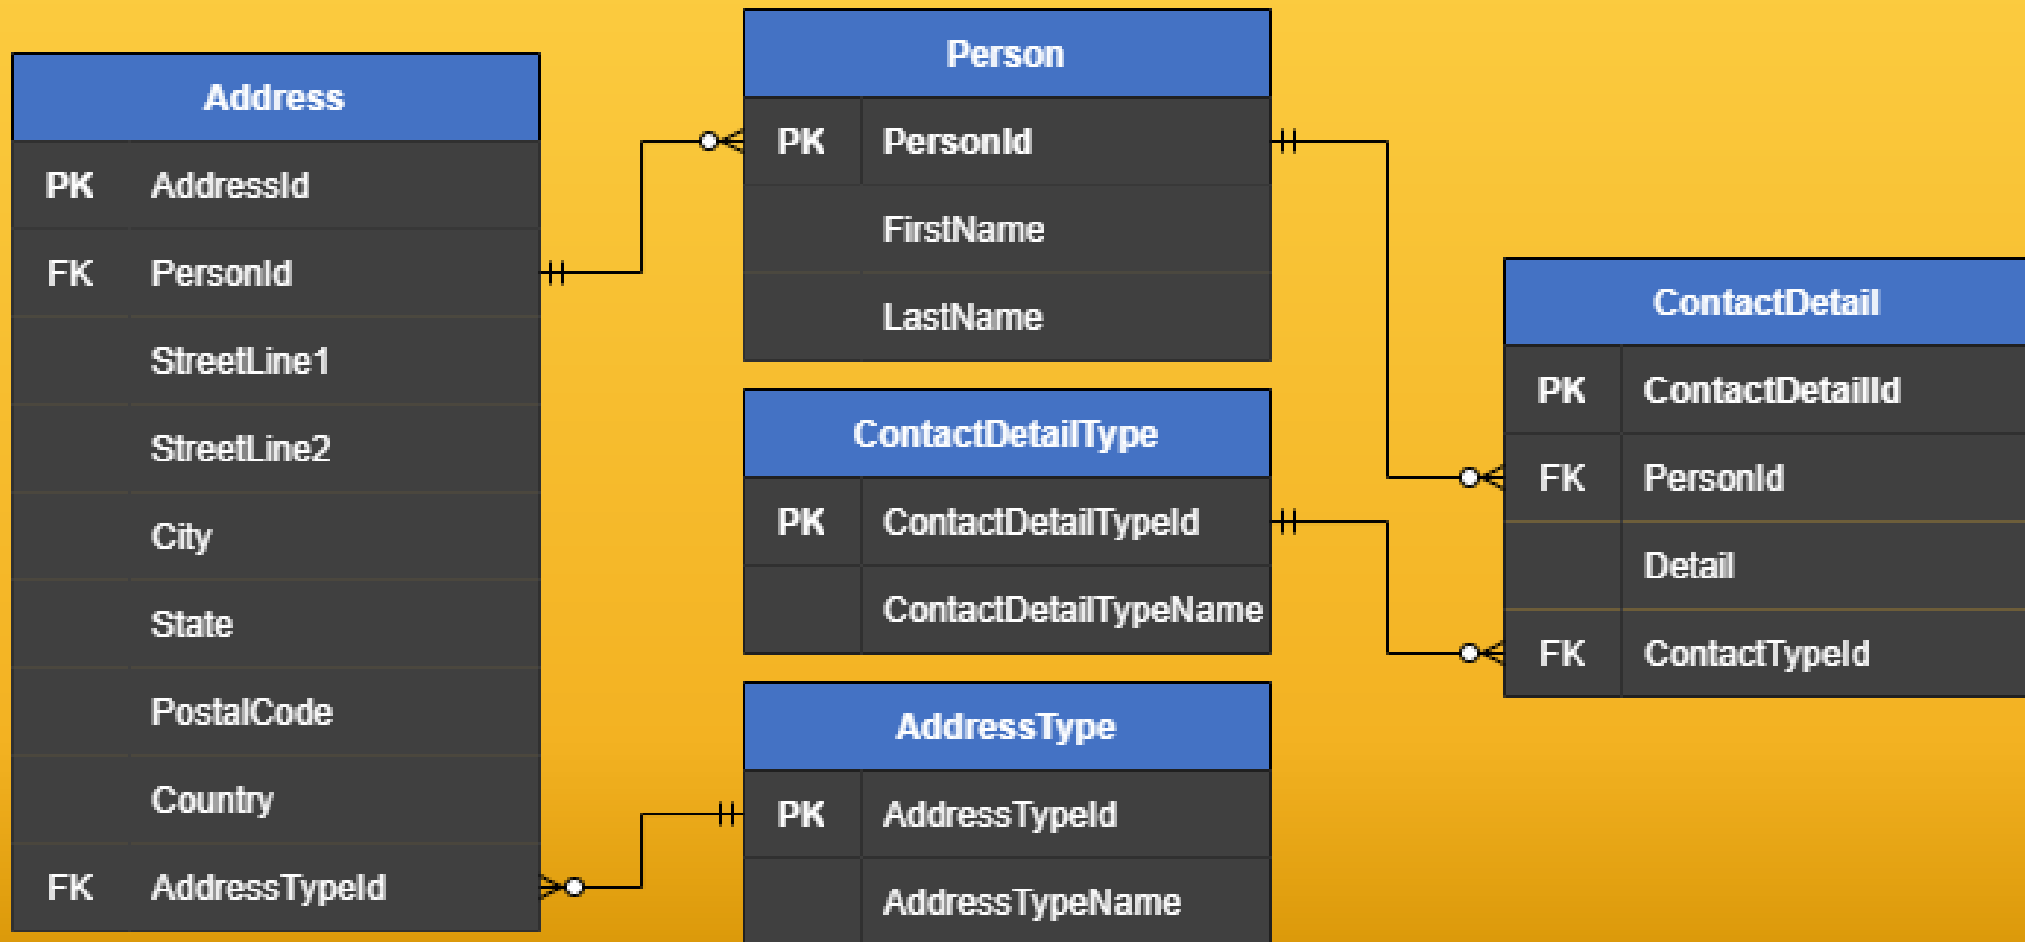 Address
PK AddressId
FK PersonId
StreetLine1
StreetLine2
City
State
PostalCode
Country
FK AddressTypeId
Person
PK PersonId
FirstName
LastName
ContactDetailType
PK ContactDetailTypeId
ContactDetailTypeName
AddressType
PK AddressTypeId
AddressTypeName
ContactDetail
PK ContactDetailId
FK PersonId
Detail
FK ContactTypeId